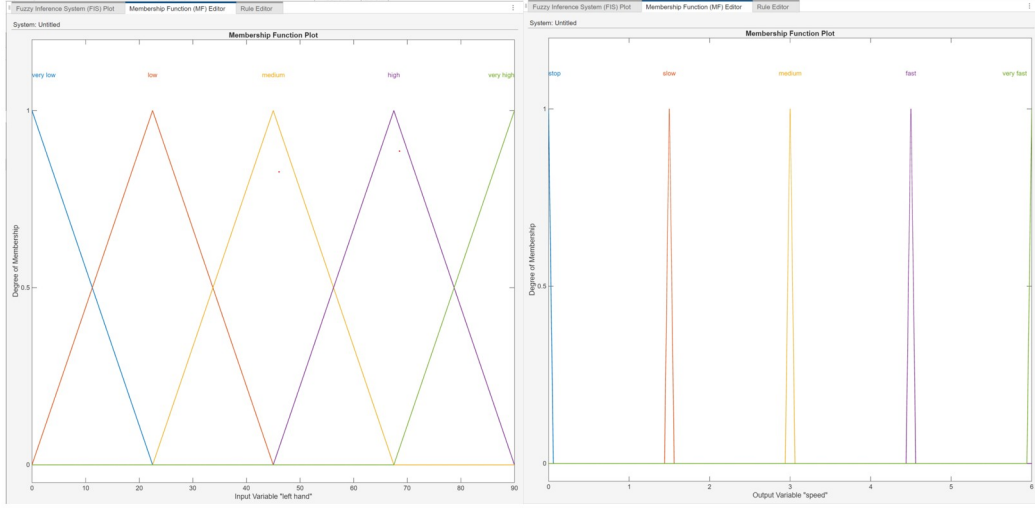 Fuzzy Inference System (FIS) Plot Membership Function (MF) Editor Rule Editor
System: Untitled
Membership Function Plot
very low low medium high very high
1
0.5
0
Degree of Membership
0 10 20 30 40 50 60 70 80 90
Input Variable "left hand"
Fuzzy Inference System (FIS) Plot Membership Function (MF) Editor Rule Editor
System: Untitled
Membership Function Plot
stop slow medium fast very fast
1
0.5
0
Degree of Membership
0 1 2 3 4 5 6
Output Variable "speed"